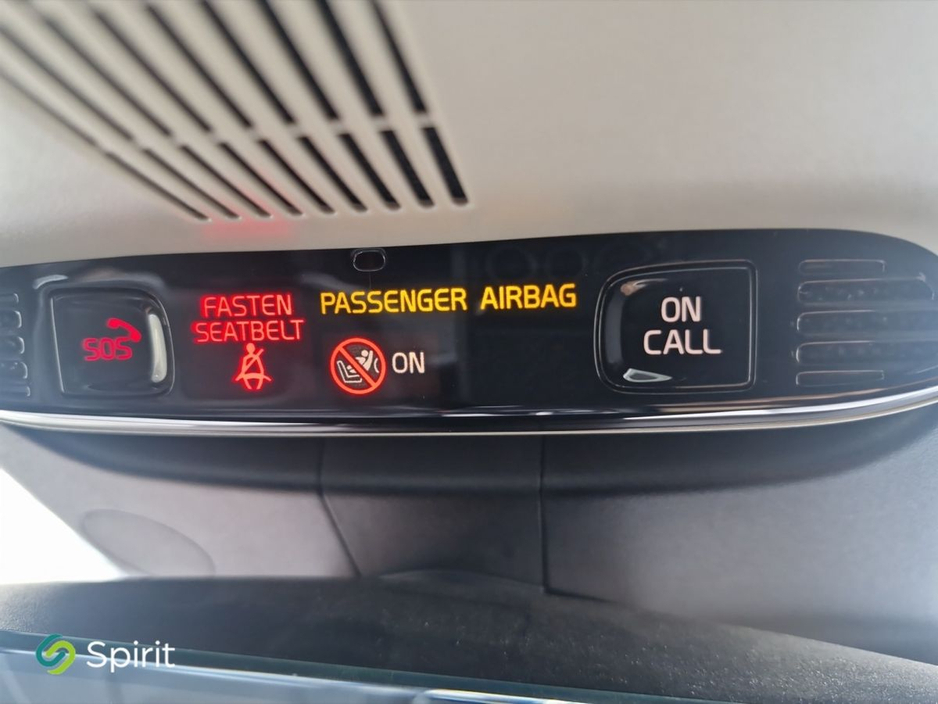 SOS
FASTEN
SEATBELT
PASSENGER AIRBAG
ON
ON
CALL
Spirit